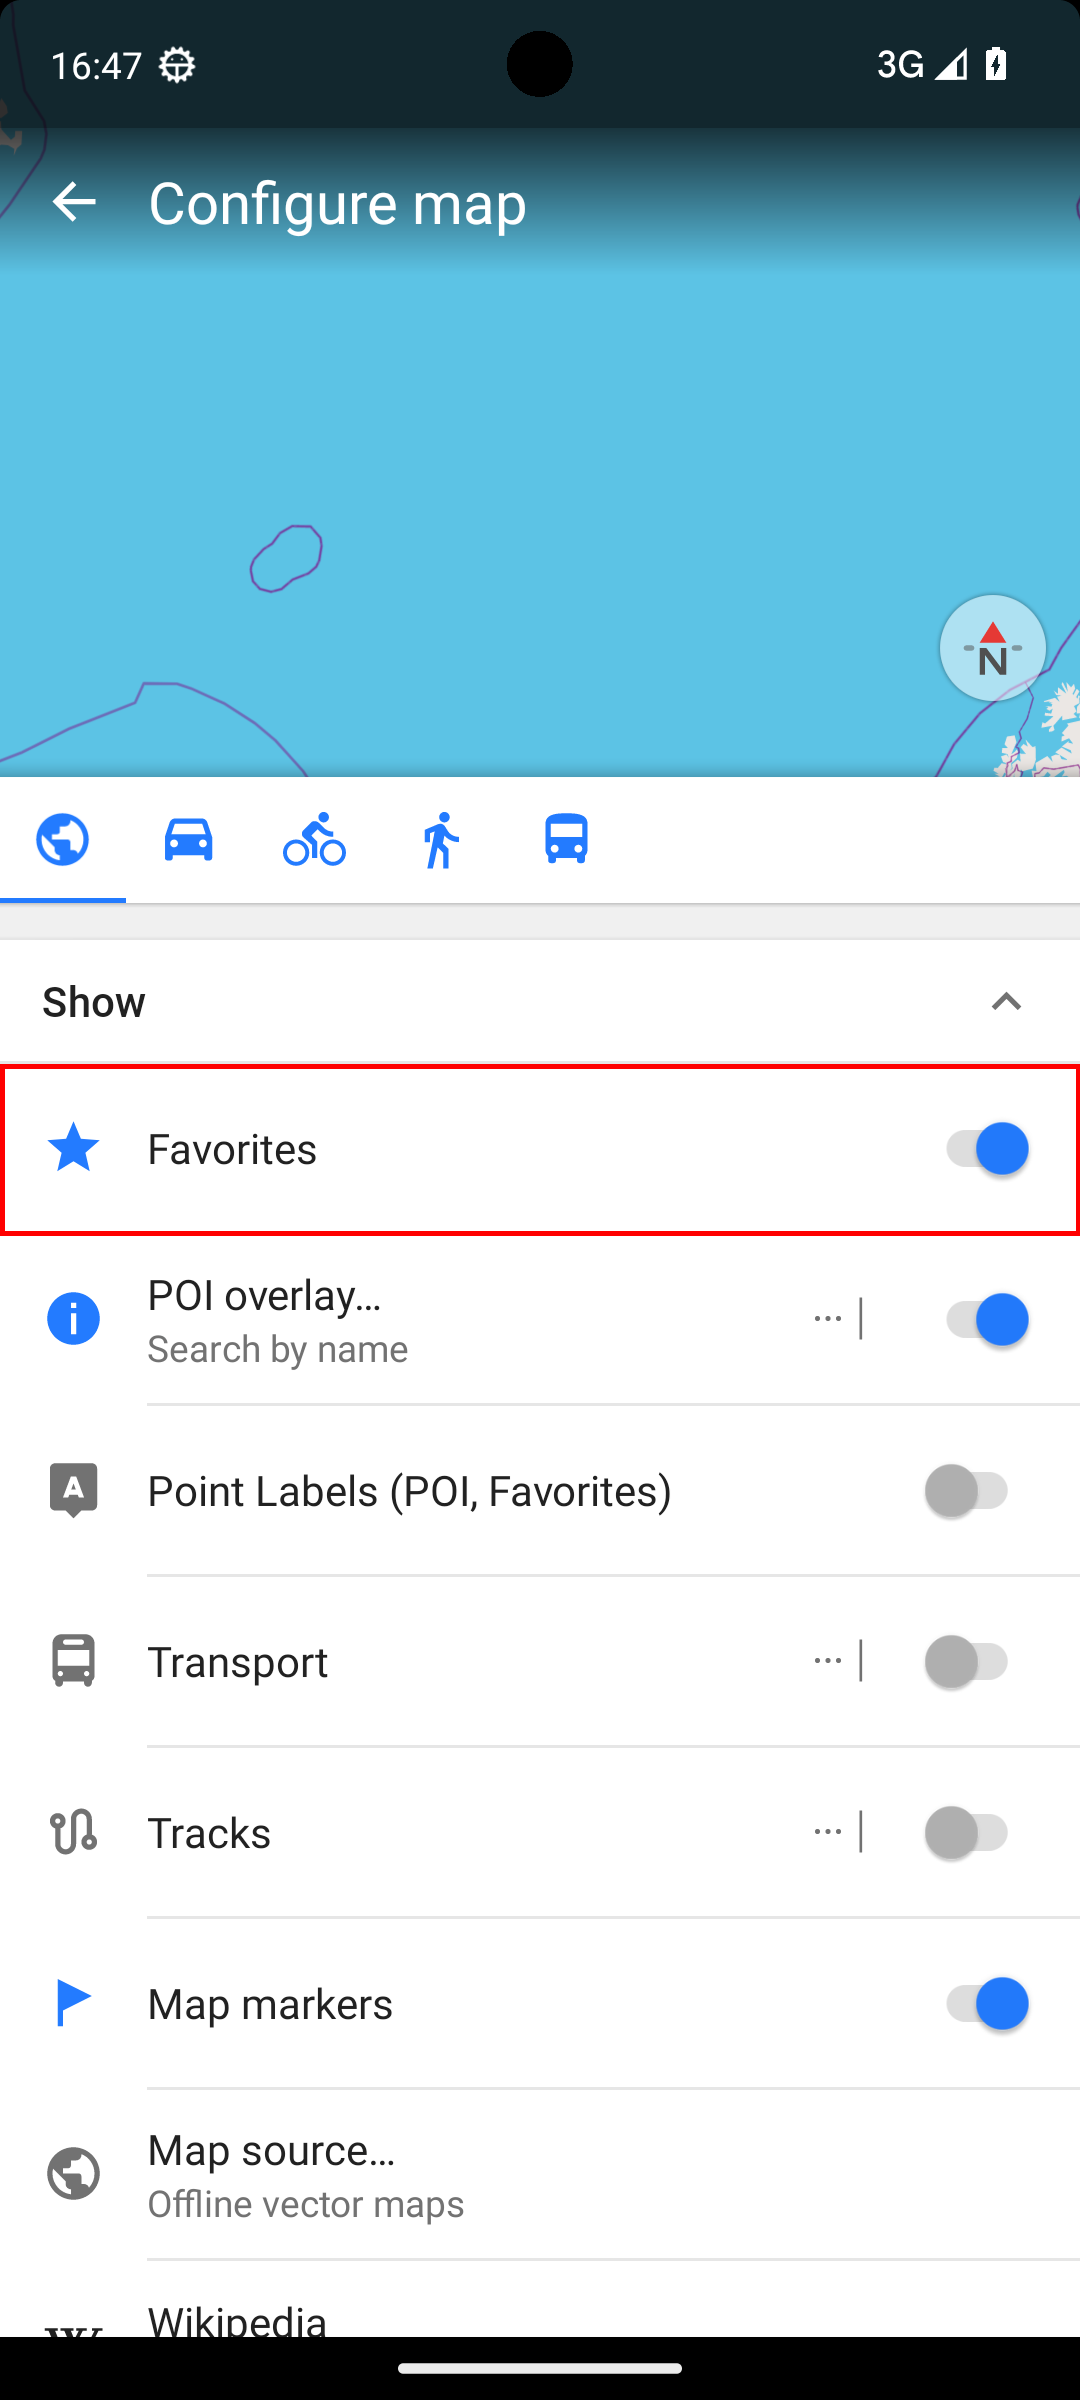 16:47
3G
Configure map
N
Show
Favorites
POI overlay...
Search by name
A
Point Labels (POI, Favorites)
Transport
Tracks
Map markers
Map source...
Offline vector maps
W
Wikipedia